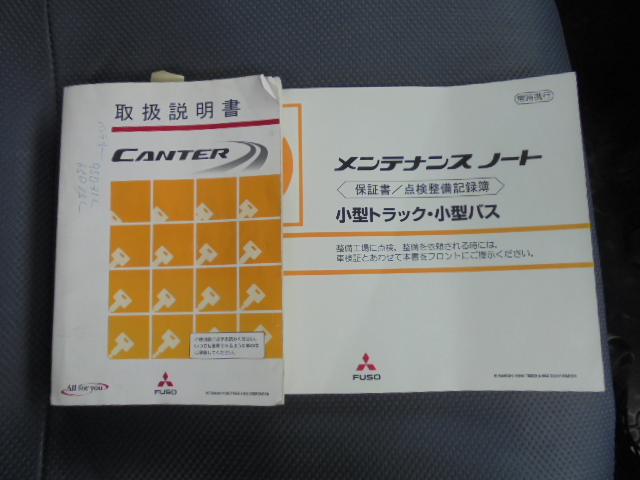 取扱説明書
CANTER
All for you
FUSO
常時携行
メンテナンス ノート
保証書／点検整備記録簿
小型トラック・小型バス
整備工場に点検、整備を依頼される時には、
車検証とあわせて本書をフロントにご提示ください。
FUSO